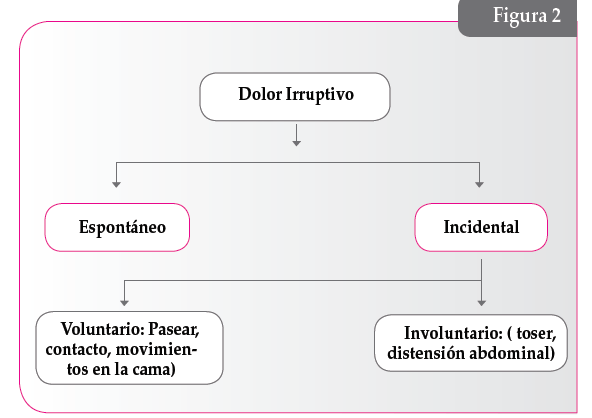 Figura 2
Dolor Irruptivo
Espontáneo
Incidental
Voluntario: Pasear,
contacto, movimien-
tos en la cama)
Involuntario: ( toser,
distensión abdominal)